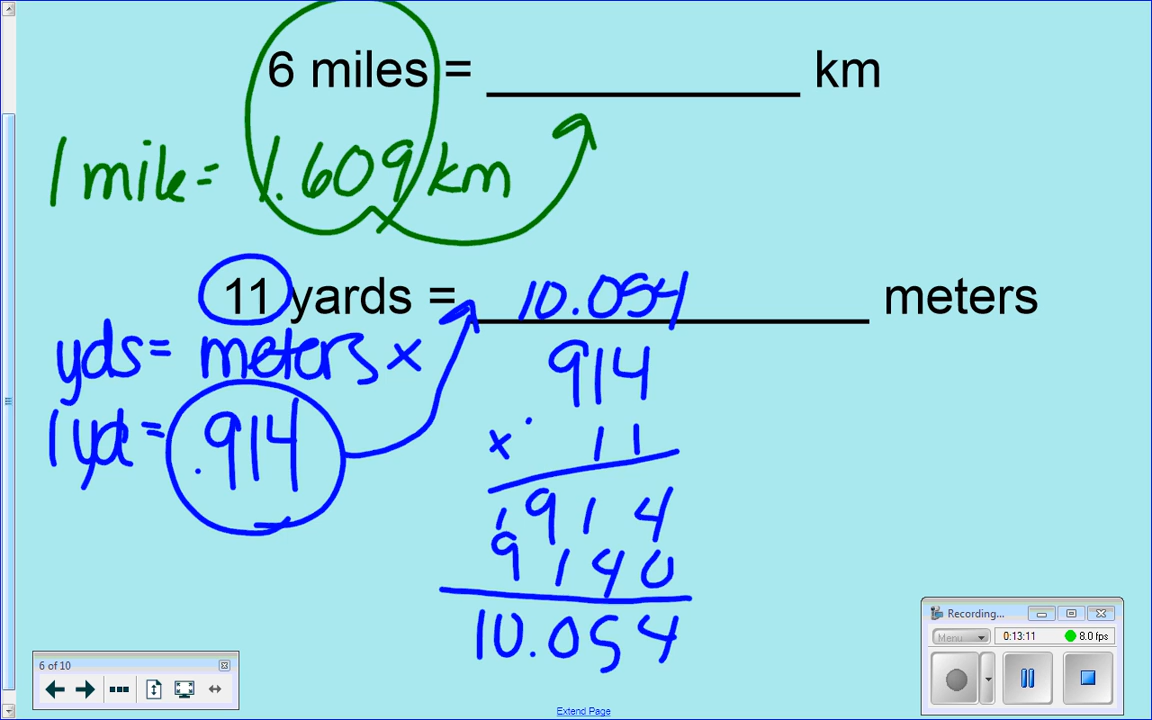 6 miles = ____________ km
1 mile = 1.609 km
11 yards = 10.054 meters
yds = meters x
1 yd = .914
914
x 11
1
914
9140
10.054
Recording...
Menu
0:13:11
8.0 fps
6 of 10
Extend Page